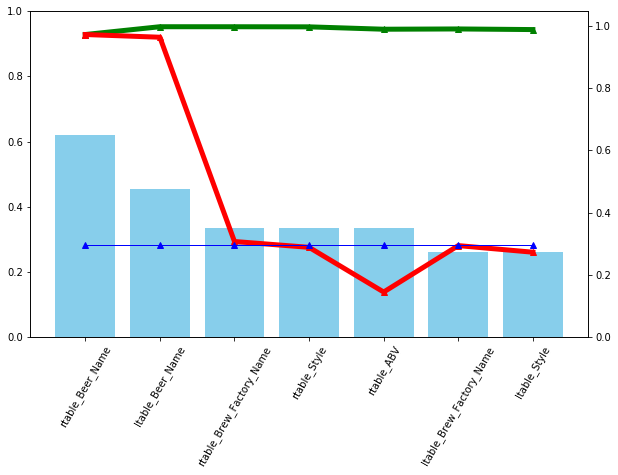 1.0
0.8
0.6
0.4
0.2
0.0
1.0
0.8
0.6
0.4
0.2
0.0
rtable_Beer_Name
ltable_Beer_Name
rtable_Brew_Factory_Name
rtable_Style
rtable_ABV
ltable_Brew_Factory_Name
ltable_Style